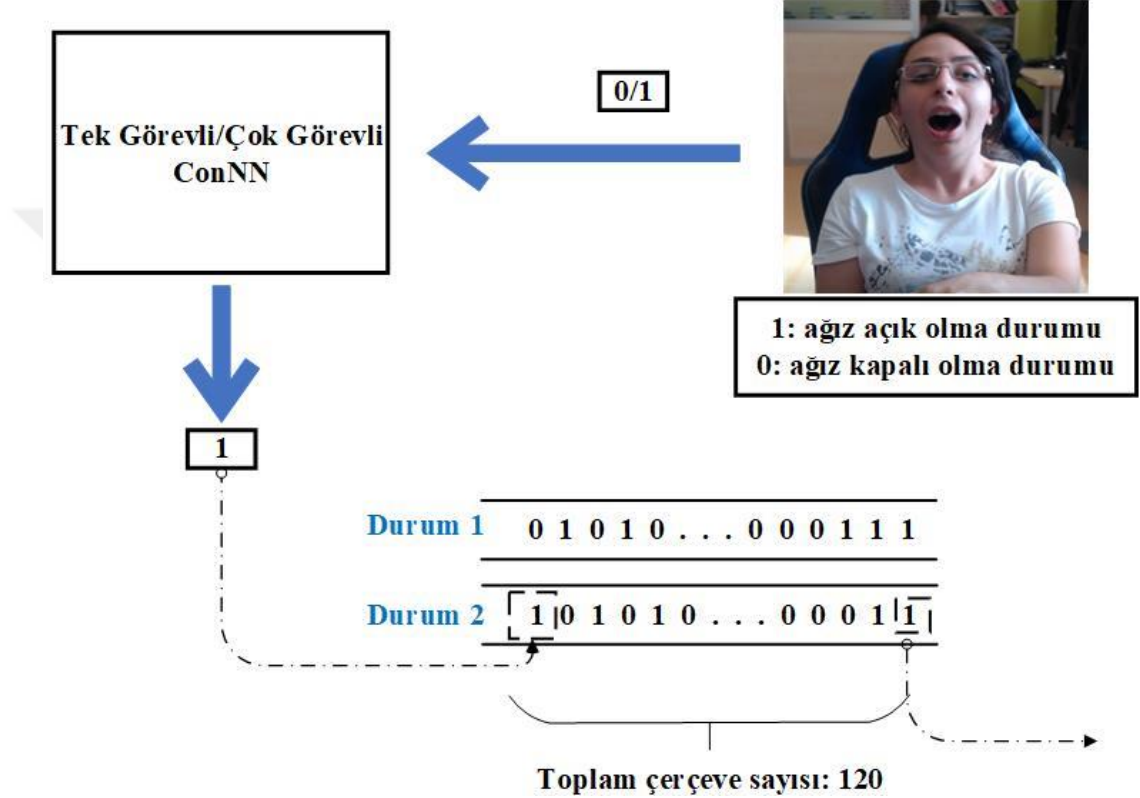 0/1
Tek Görevli/Çok Görevli
ConNN
1: ağız açık olma durumu
0: ağız kapalı olma durumu
1
Durum 1 0 1 0 1 0 . . . 0 0 0 1 1 1
Durum 2 1 0 1 0 1 0 . . . 0 0 0 1 1
Toplam çerçeve sayısı: 120